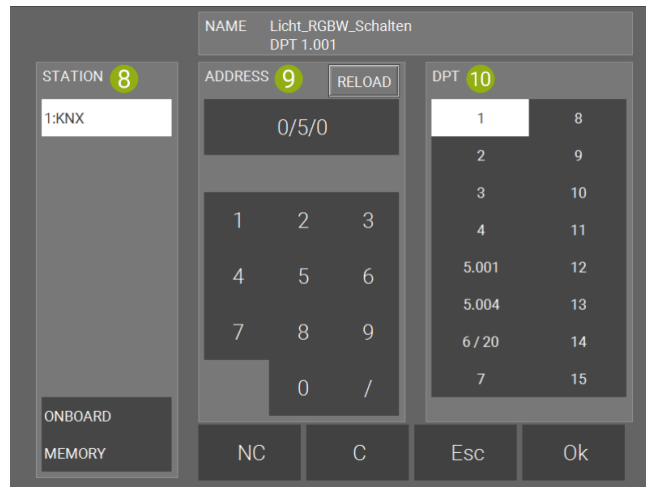 NAME Licht_RGBW_Schalten
DPT 1.001
STATION 8
1:KNX
ONBOARD
MEMORY
ADDRESS 9 RELOAD
0/5/0
1 2 3
4 5 6
7 8 9
0 /
DPT 10
1 8
2 9
3 10
4 11
5.001 12
5.004 13
6 / 20 14
7 15
NC C Esc Ok